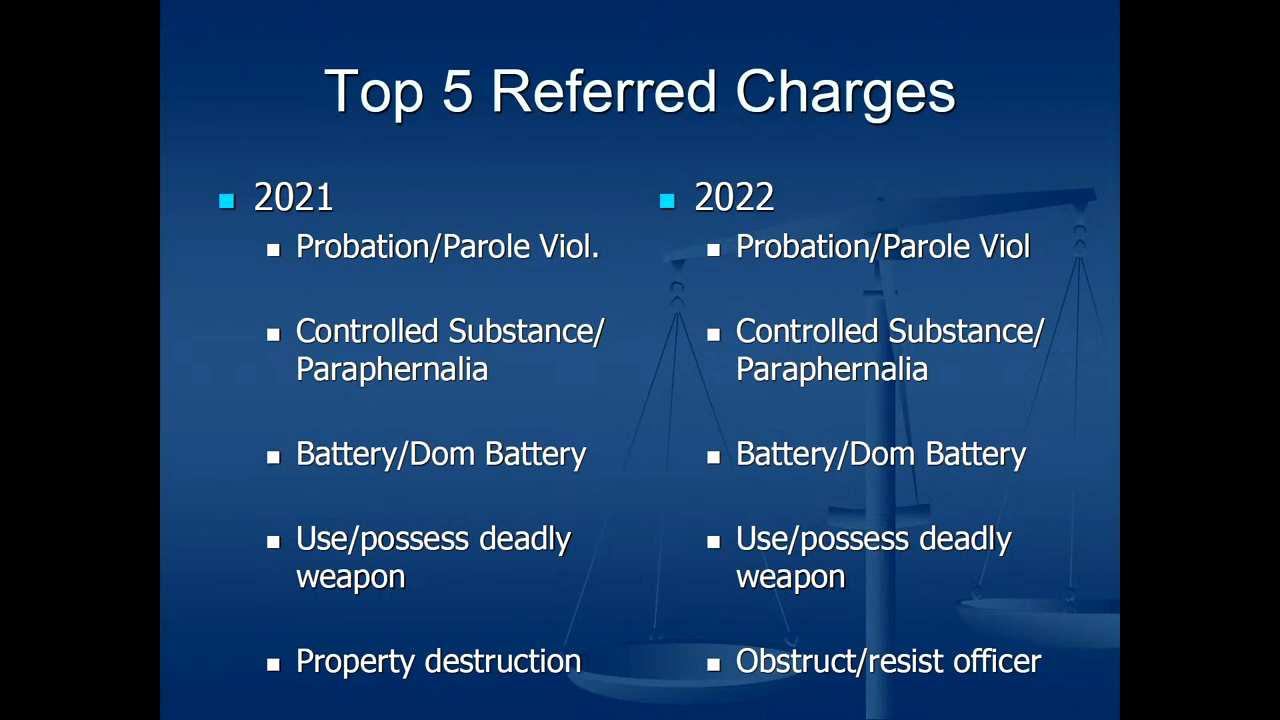 Top 5 Referred Charges
2021
Probation/Parole Viol.
Controlled Substance/
Paraphernalia
Battery/Dom Battery
Use/possess deadly
weapon
Property destruction
2022
Probation/Parole Viol
Controlled Substance/
Paraphernalia
Battery/Dom Battery
Use/possess deadly
weapon
Obstruct/resist officer